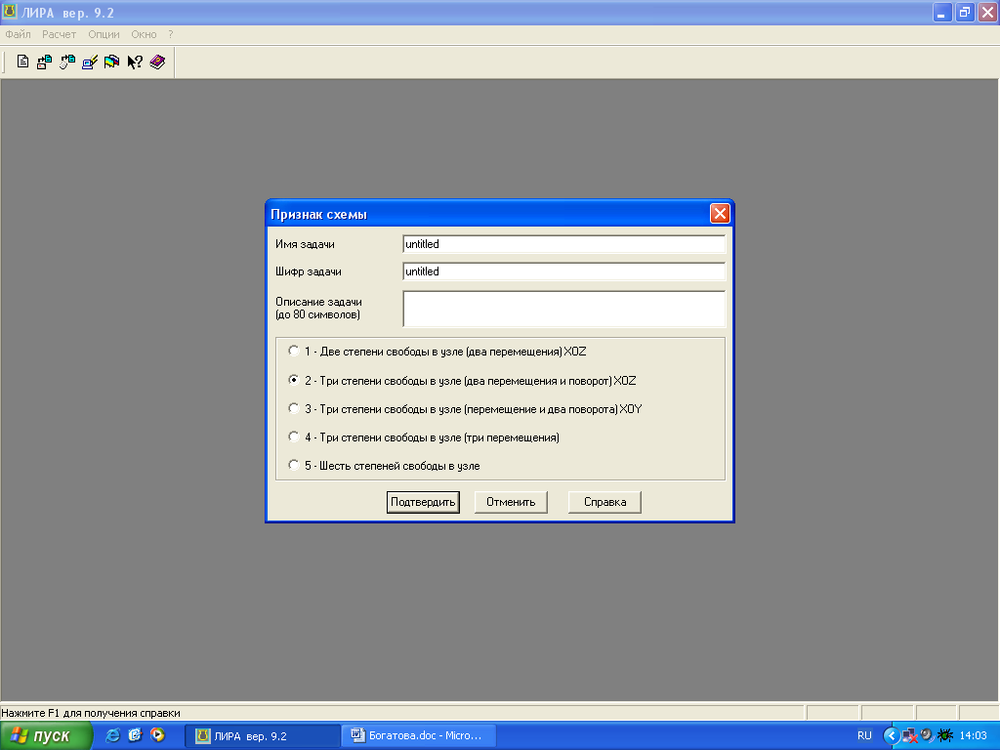 ЛИРА вер. 9.2
Файл Расчет Опции Окно ?
Признак схемы
Имя задачи untitled
Шифр задачи untitled
Описание задачи
(до 80 символов)
1 - Две степени свободы в узле (два перемещения) X0Z
2 - Три степени свободы в узле (два перемещения и поворот) X0Z
3 - Три степени свободы в узле (перемещение и два поворота) X0Y
4 - Три степени свободы в узле (три перемещения)
5 - Шесть степеней свободы в узле
Подтвердить Отменить Справка
Нажмите F1 для получения справки
пуск ЛИРА вер. 9.2 Богатова.doc - Micro... RU 14:03